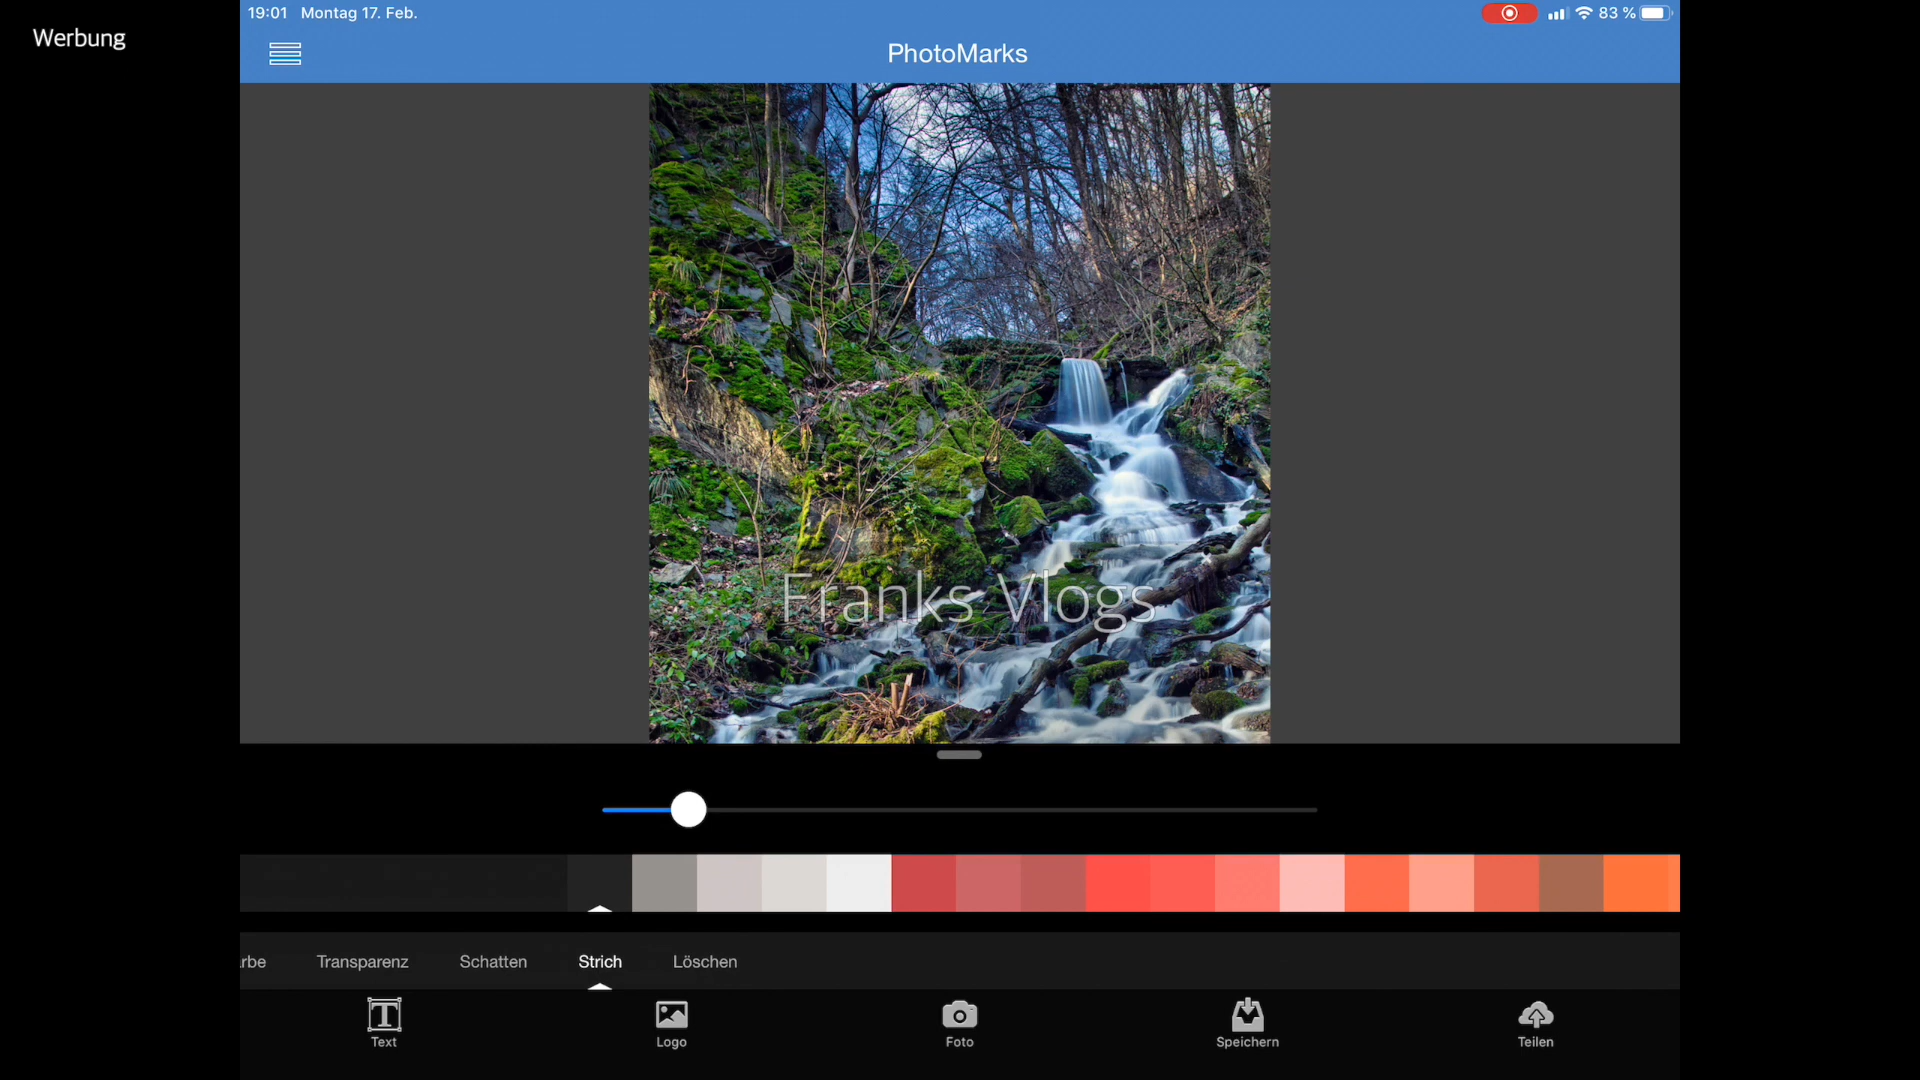 Werbung
19:01 Montag 17. Feb.
83 %
PhotoMarks
Franks Vlogs
rbe Transparenz Schatten Strich Löschen
Text Logo Foto Speichern Teilen